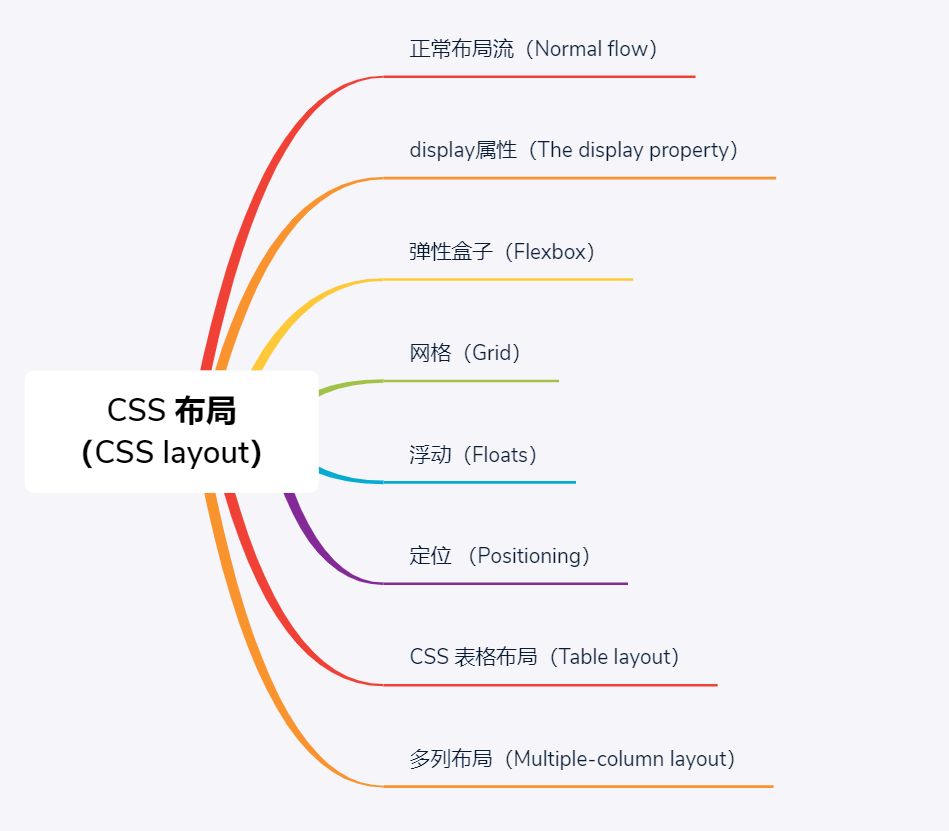 正常布局流（Normal flow）
display属性（The display property）
弹性盒子（Flexbox）
网格（Grid）
CSS 布局
（CSS layout）
浮动（Floats）
定位 （Positioning）
CSS 表格布局（Table layout）
多列布局（Multiple-column layout）